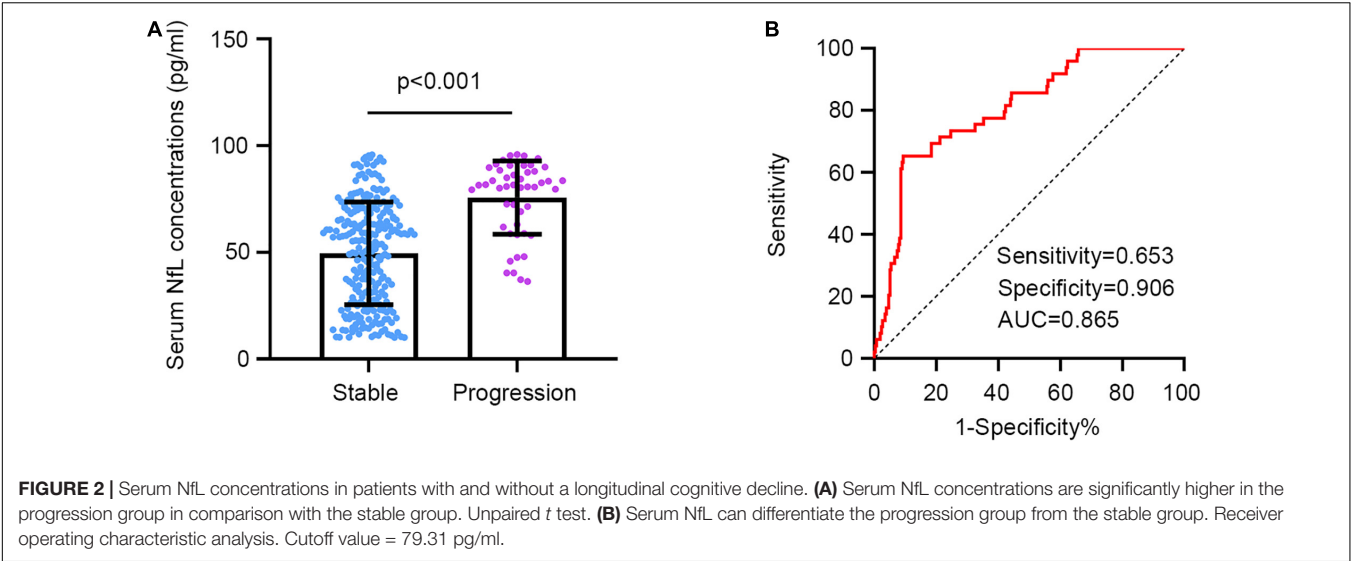 A
Serum NfL concentrations (pg/ml)
150
100
50
0
p<0.001
Stable
Progression
B
Sensitivity
100
80
60
40
20
0
Sensitivity=0.653
Specificity=0.906
AUC=0.865
0 20 40 60 80 100
1-Specificity%
FIGURE 2 | Serum NfL concentrations in patients with and without a longitudinal cognitive decline. (A) Serum NfL concentrations are significantly higher in the
progression group in comparison with the stable group. Unpaired t test. (B) Serum NfL can differentiate the progression group from the stable group. Receiver
operating characteristic analysis. Cutoff value = 79.31 pg/ml.